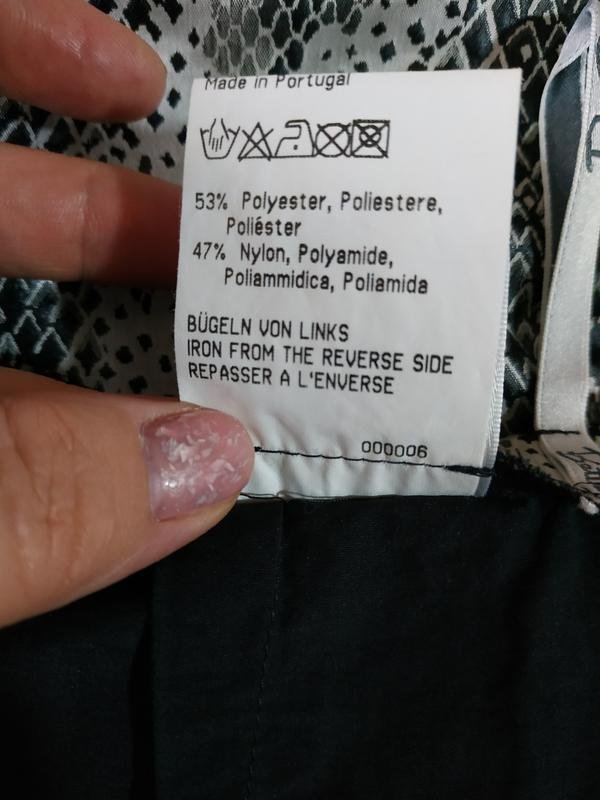 Made in Portugal
53% Polyester, Poliestere,
Poliéster
47% Nylon, Polyamide,
Poliammidica, Poliamida
BÜGELN VON LINKS
IRON FROM THE REVERSE SIDE
REPASSER A L'ENVERSE
000006